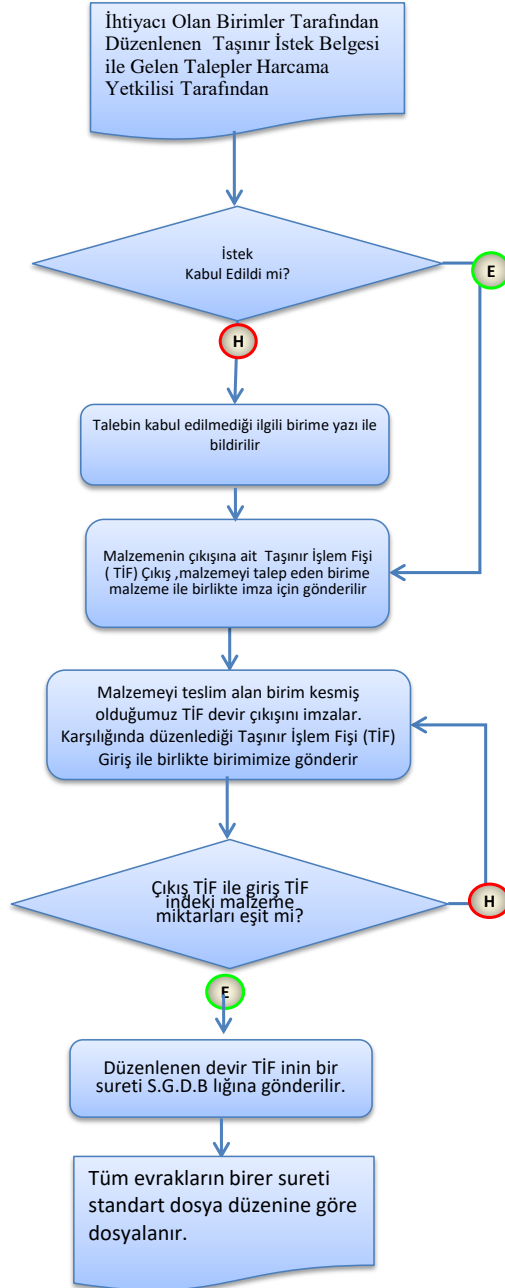 İhtiyacı Olan Birimler Tarafından
Düzenlenen Taşınır İstek Belgesi
ile Gelen Talepler Harcama
Yetkilisi Tarafından
İstek
Kabul Edildi mi?
E
H
Talebin kabul edilmediği ilgili birime yazı ile
bildirilir
Malzemenin çıkışına ait Taşınır İşlem Fişi
( TİF) Çıkış ,malzemeyi talep eden birime
malzeme ile birlikte imza için gönderilir
Malzemeyi teslim alan birim kesmiş
olduğumuz TİF devir çıkışını imzalar.
Karşılığında düzenlediği Taşınır İşlem Fişi (TİF)
Giriş ile birlikte birimimize gönderir
Çıkış TİF ile giriş TİF
indeki malzeme
miktarları eşit mi?
H
E
Düzenlenen devir TİF inin bir
sureti S.G.D.B lığına gönderilir.
Tüm evrakların birer sureti
standart dosya düzenine göre
dosyalanır.